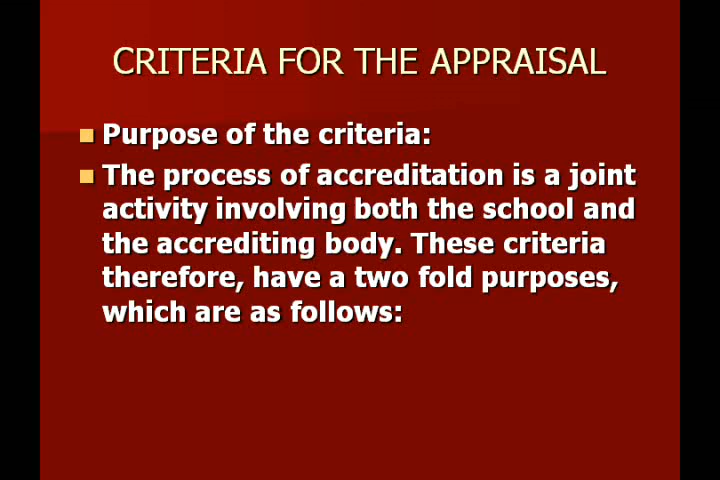 CRITERIA FOR THE APPRAISAL
Purpose of the criteria:
The process of accreditation is a joint
activity involving both the school and
the accrediting body. These criteria
therefore, have a two fold purposes,
which are as follows: